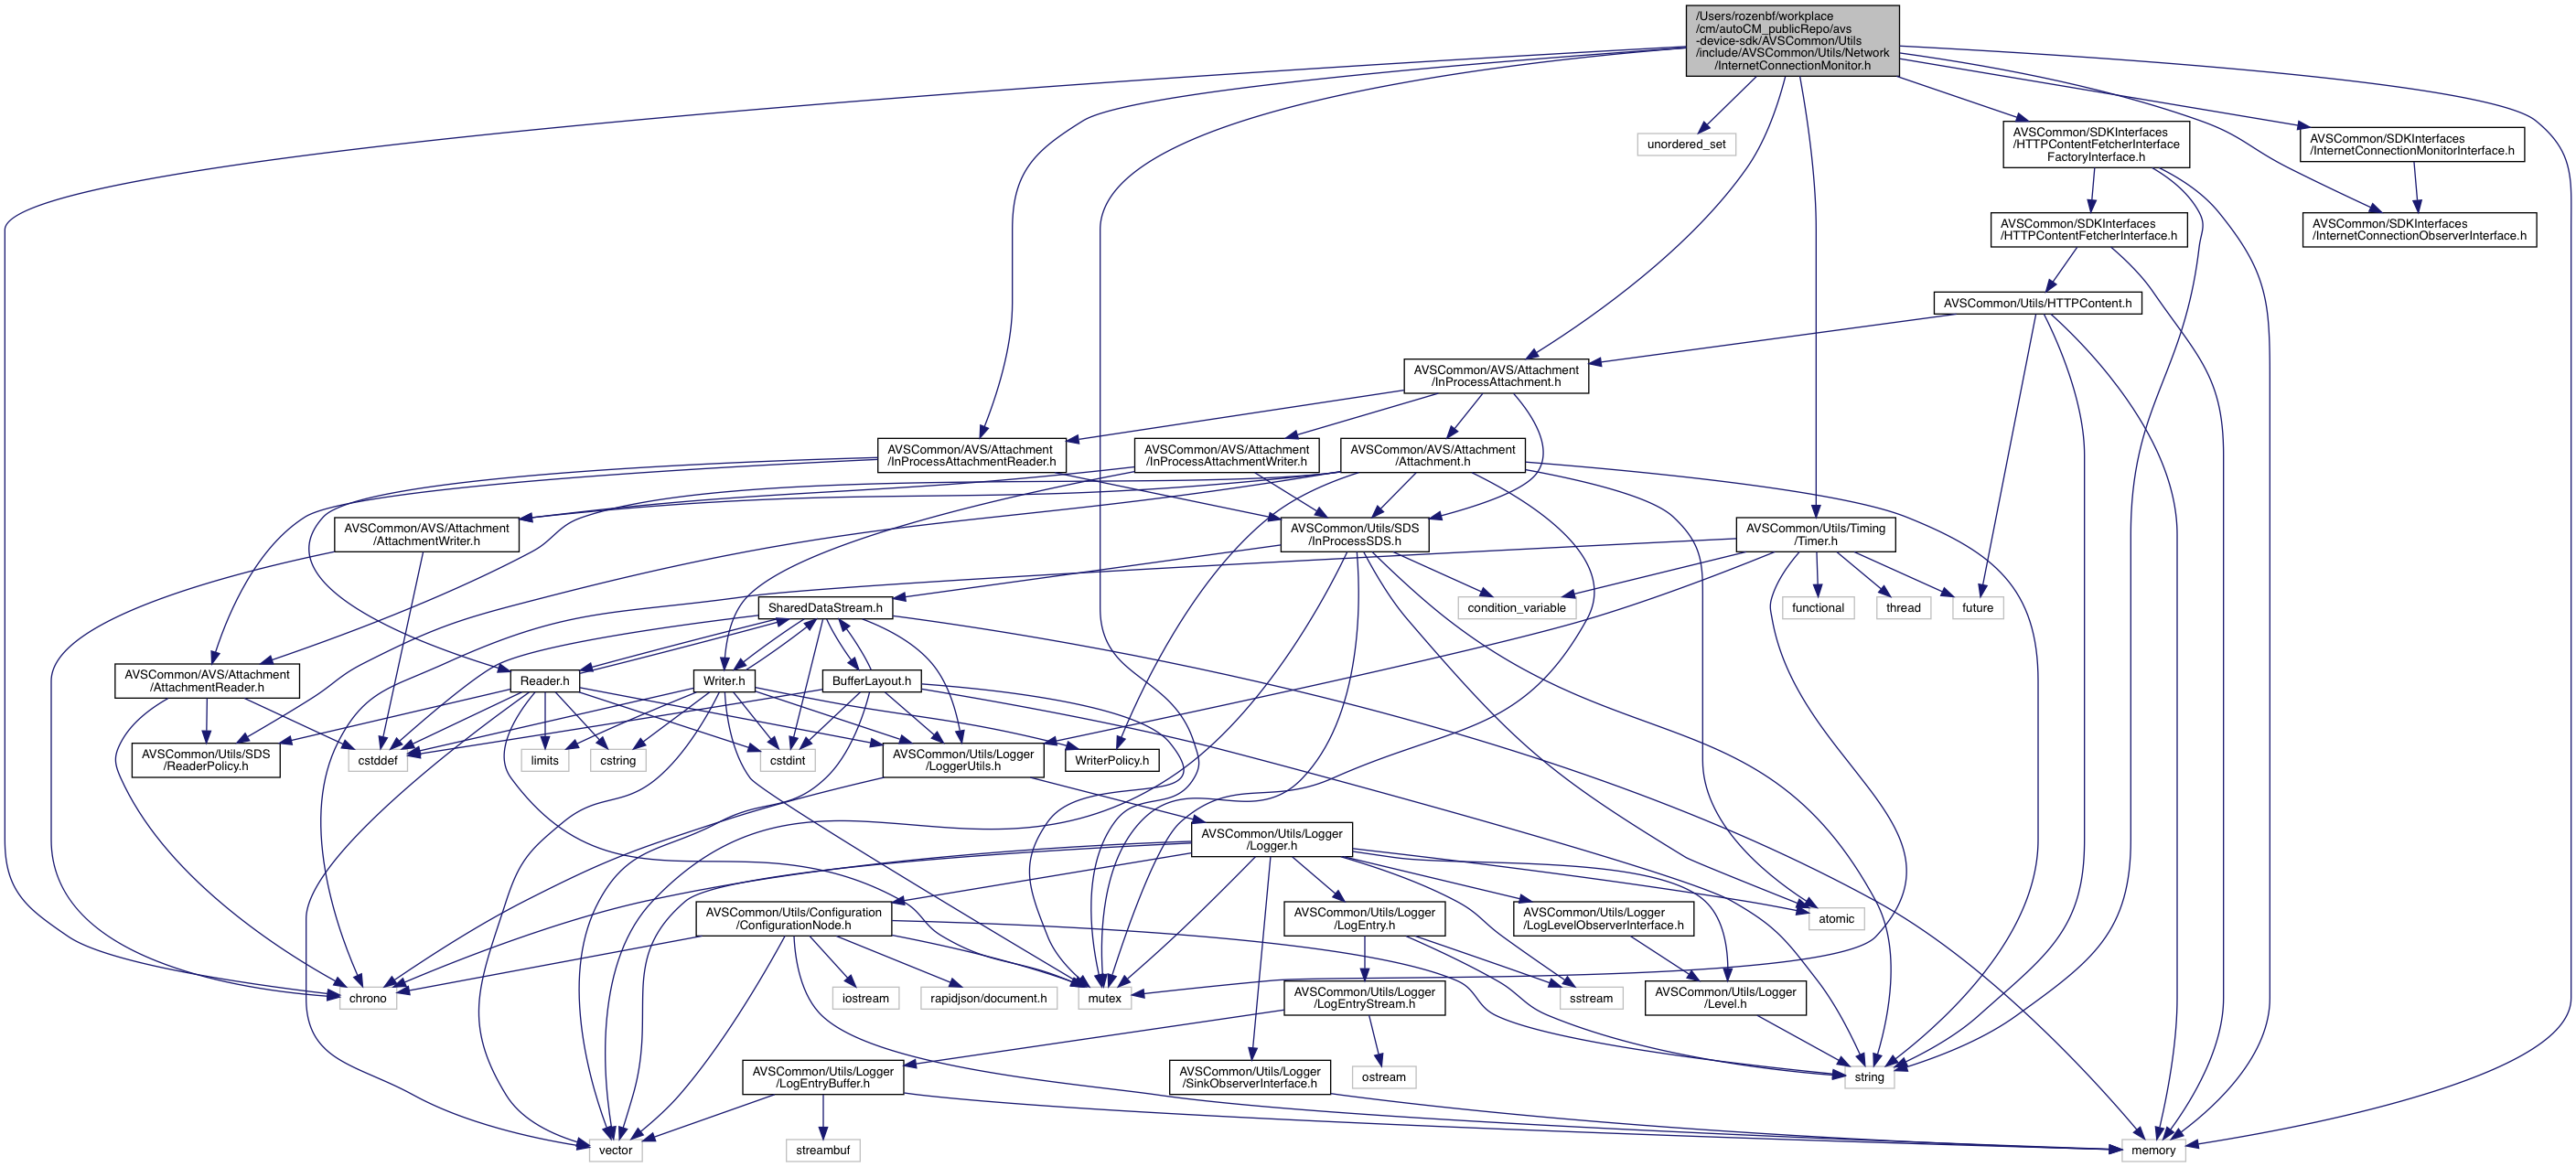 /Users/rozenbf/workplace
/cm/autoCM_publicRepo/avs
-device-sdk/AVSCommon/Utils
/include/AVSCommon/Utils/Network
/InternetConnectionMonitor.h
unordered_set
AVSCommon/SDKInterfaces
/HTTPContentFetcherInterface
FactoryInterface.h
AVSCommon/SDKInterfaces
/InternetConnectionMonitorInterface.h
AVSCommon/SDKInterfaces
/HTTPContentFetcherInterface.h
AVSCommon/SDKInterfaces
/InternetConnectionObserverInterface.h
AVSCommon/Utils/HTTPContent.h
AVSCommon/AVS/Attachment
/InProcessAttachment.h
AVSCommon/AVS/Attachment
/InProcessAttachmentReader.h
AVSCommon/AVS/Attachment
/InProcessAttachmentWriter.h
AVSCommon/AVS/Attachment
/Attachment.h
AVSCommon/AVS/Attachment
/AttachmentWriter.h
AVSCommon/Utils/SDS
/InProcessSDS.h
AVSCommon/Utils/Timing
/Timer.h
SharedDataStream.h
condition_variable
functional
thread
future
AVSCommon/AVS/Attachment
/AttachmentReader.h
Reader.h
Writer.h
BufferLayout.h
AVSCommon/Utils/SDS
/ReaderPolicy.h
cstddef
limits
cstring
cstdint
AVSCommon/Utils/Logger
/LoggerUtils.h
WriterPolicy.h
AVSCommon/Utils/Logger
/Logger.h
AVSCommon/Utils/Configuration
/ConfigurationNode.h
AVSCommon/Utils/Logger
/LogEntry.h
AVSCommon/Utils/Logger
/LogLevelObserverInterface.h
atomic
chrono
iostream
rapidjson/document.h
mutex
AVSCommon/Utils/Logger
/LogEntryStream.h
sstream
AVSCommon/Utils/Logger
/Level.h
AVSCommon/Utils/Logger
/LogEntryBuffer.h
AVSCommon/Utils/Logger
/SinkObserverInterface.h
ostream
string
vector
streambuf
memory